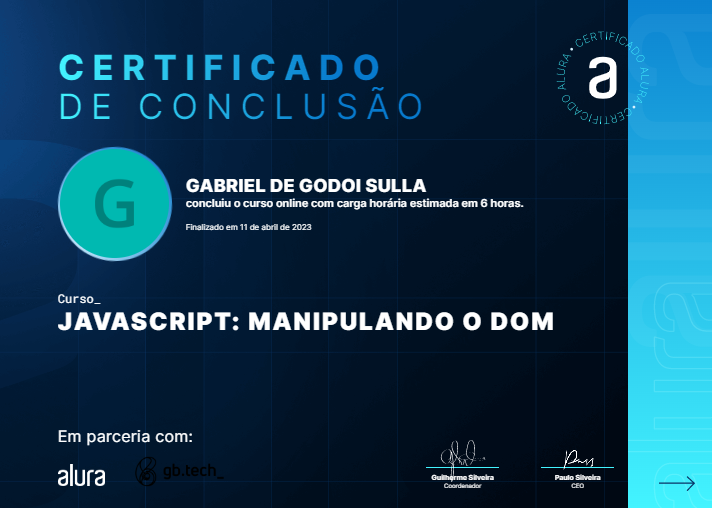 CERTIFICADO
DE CONCLUSÃO
CERTIFICADO ALURA • CERTIFICADO ALURA •
a
G
GABRIEL DE GODOI SULLA
concluiu o curso online com carga horária estimada em 6 horas.
Finalizado em 11 de abril de 2023
Curso_
JAVASCRIPT: MANIPULANDO O DOM
Em parceria com:
alura
gb.tech_
Guilherme Silveira
Coordenador
Paulo Silveira
CEO
alura